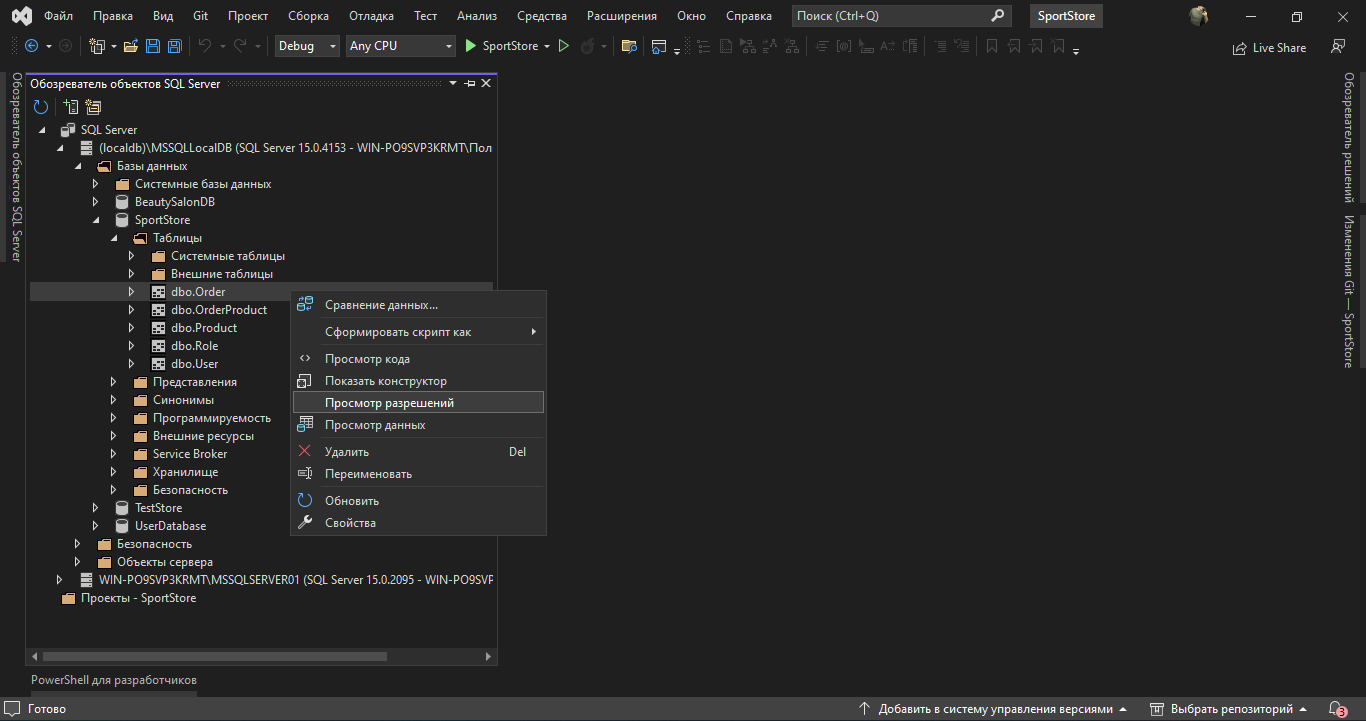 Файл Правка Вид Git Проект Сборка Отладка Тест Анализ Средства Расширения Окно Справка Поиск (Ctrl+Q) SportStore
Debug Any CPU SportStore Live Share
Обозреватель объектов SQL Server
Обозреватель объектов SQL Server
SQL Server
(localdb)\MSSQLLocalDB (SQL Server 15.0.4153 - WIN-PO9SVP3KRMT\Пол
Базы данных
Системные базы данных
BeautySalonDB
SportStore
Таблицы
Системные таблицы
Внешние таблицы
dbo.Order
dbo.OrderProduct
dbo.Product
dbo.Role
dbo.User
Представления
Синонимы
Программируемость
Внешние ресурсы
Service Broker
Хранилище
Безопасность
TestStore
UserDatabase
Безопасность
Объекты сервера
WIN-PO9SVP3KRMT\MSSQLSERVER01 (SQL Server 15.0.2095 - WIN-PO9SVP
Проекты - SportStore
Сравнение данных...
Сформировать скрипт как
Просмотр кода
Показать конструктор
Просмотр разрешений
Просмотр данных
Удалить Del
Переименовать
Обновить
Свойства
Обозреватель решений
Изменения Git — SportStore
PowerShell для разработчиков
Готово Добавить в систему управления версиями Выбрать репозиторий 3